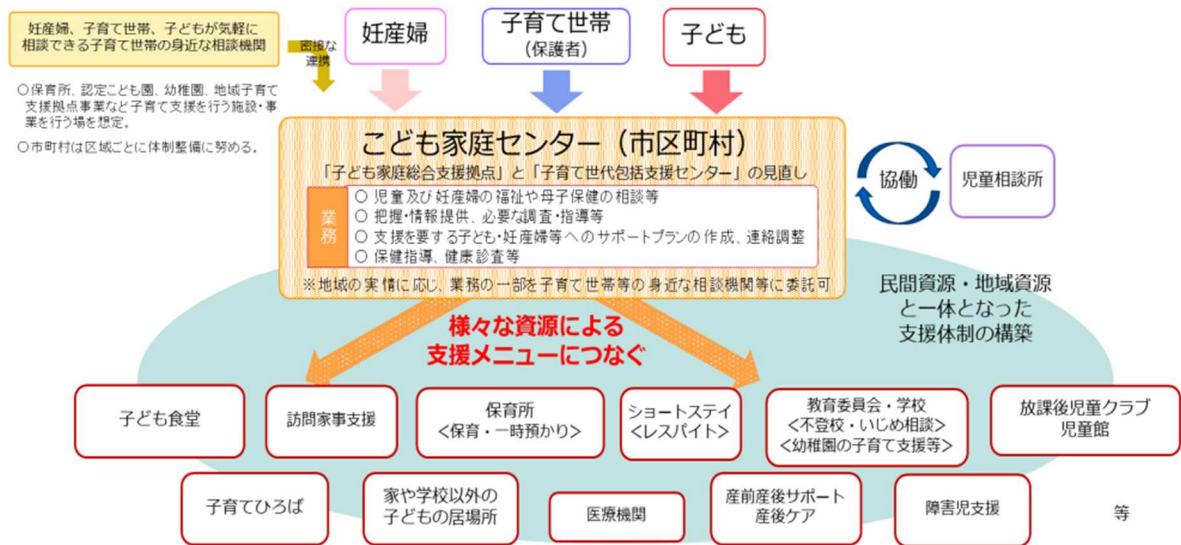 妊産婦、子育て世帯、子どもが気軽に
相談できる子育て世帯の身近な相談機関
密接な
連携
○保育所、認定こども園、幼稚園、地域子育て
支援拠点事業など子育て支援を行う施設・事
業を行う場を想定。
○市町村は区域ごとに体制整備に努める。
妊産婦
子育て世帯
(保護者)
子ども
こども家庭センター（市区町村）
「子ども家庭総合支援拠点」と「子育て世代包括支援センター」の見直し
業務
○ 児童及び妊産婦の福祉や母子保健の相談等
○ 把握・情報提供、必要な調査・指導等
○ 支援を要する子ども・妊産婦等へのサポートプランの作成、連絡調整
○ 保健指導、健康診査等
※地域の実情に応じ、業務の一部を子育て世帯等の身近な相談機関等に委託可
協働
児童相談所
民間資源・地域資源
と一体となった
支援体制の構築
様々な資源による
支援メニューにつなぐ
子ども食堂
訪問家事支援
保育所
<保育・一時預かり>
ショートステイ
<レスパイト>
教育委員会・学校
<不登校・いじめ相談>
<幼稚園の子育て支援等>
放課後児童クラブ
児童館
子育てひろば
家や学校以外の
子どもの居場所
医療機関
産前産後サポート
産後ケア
障害児支援
等